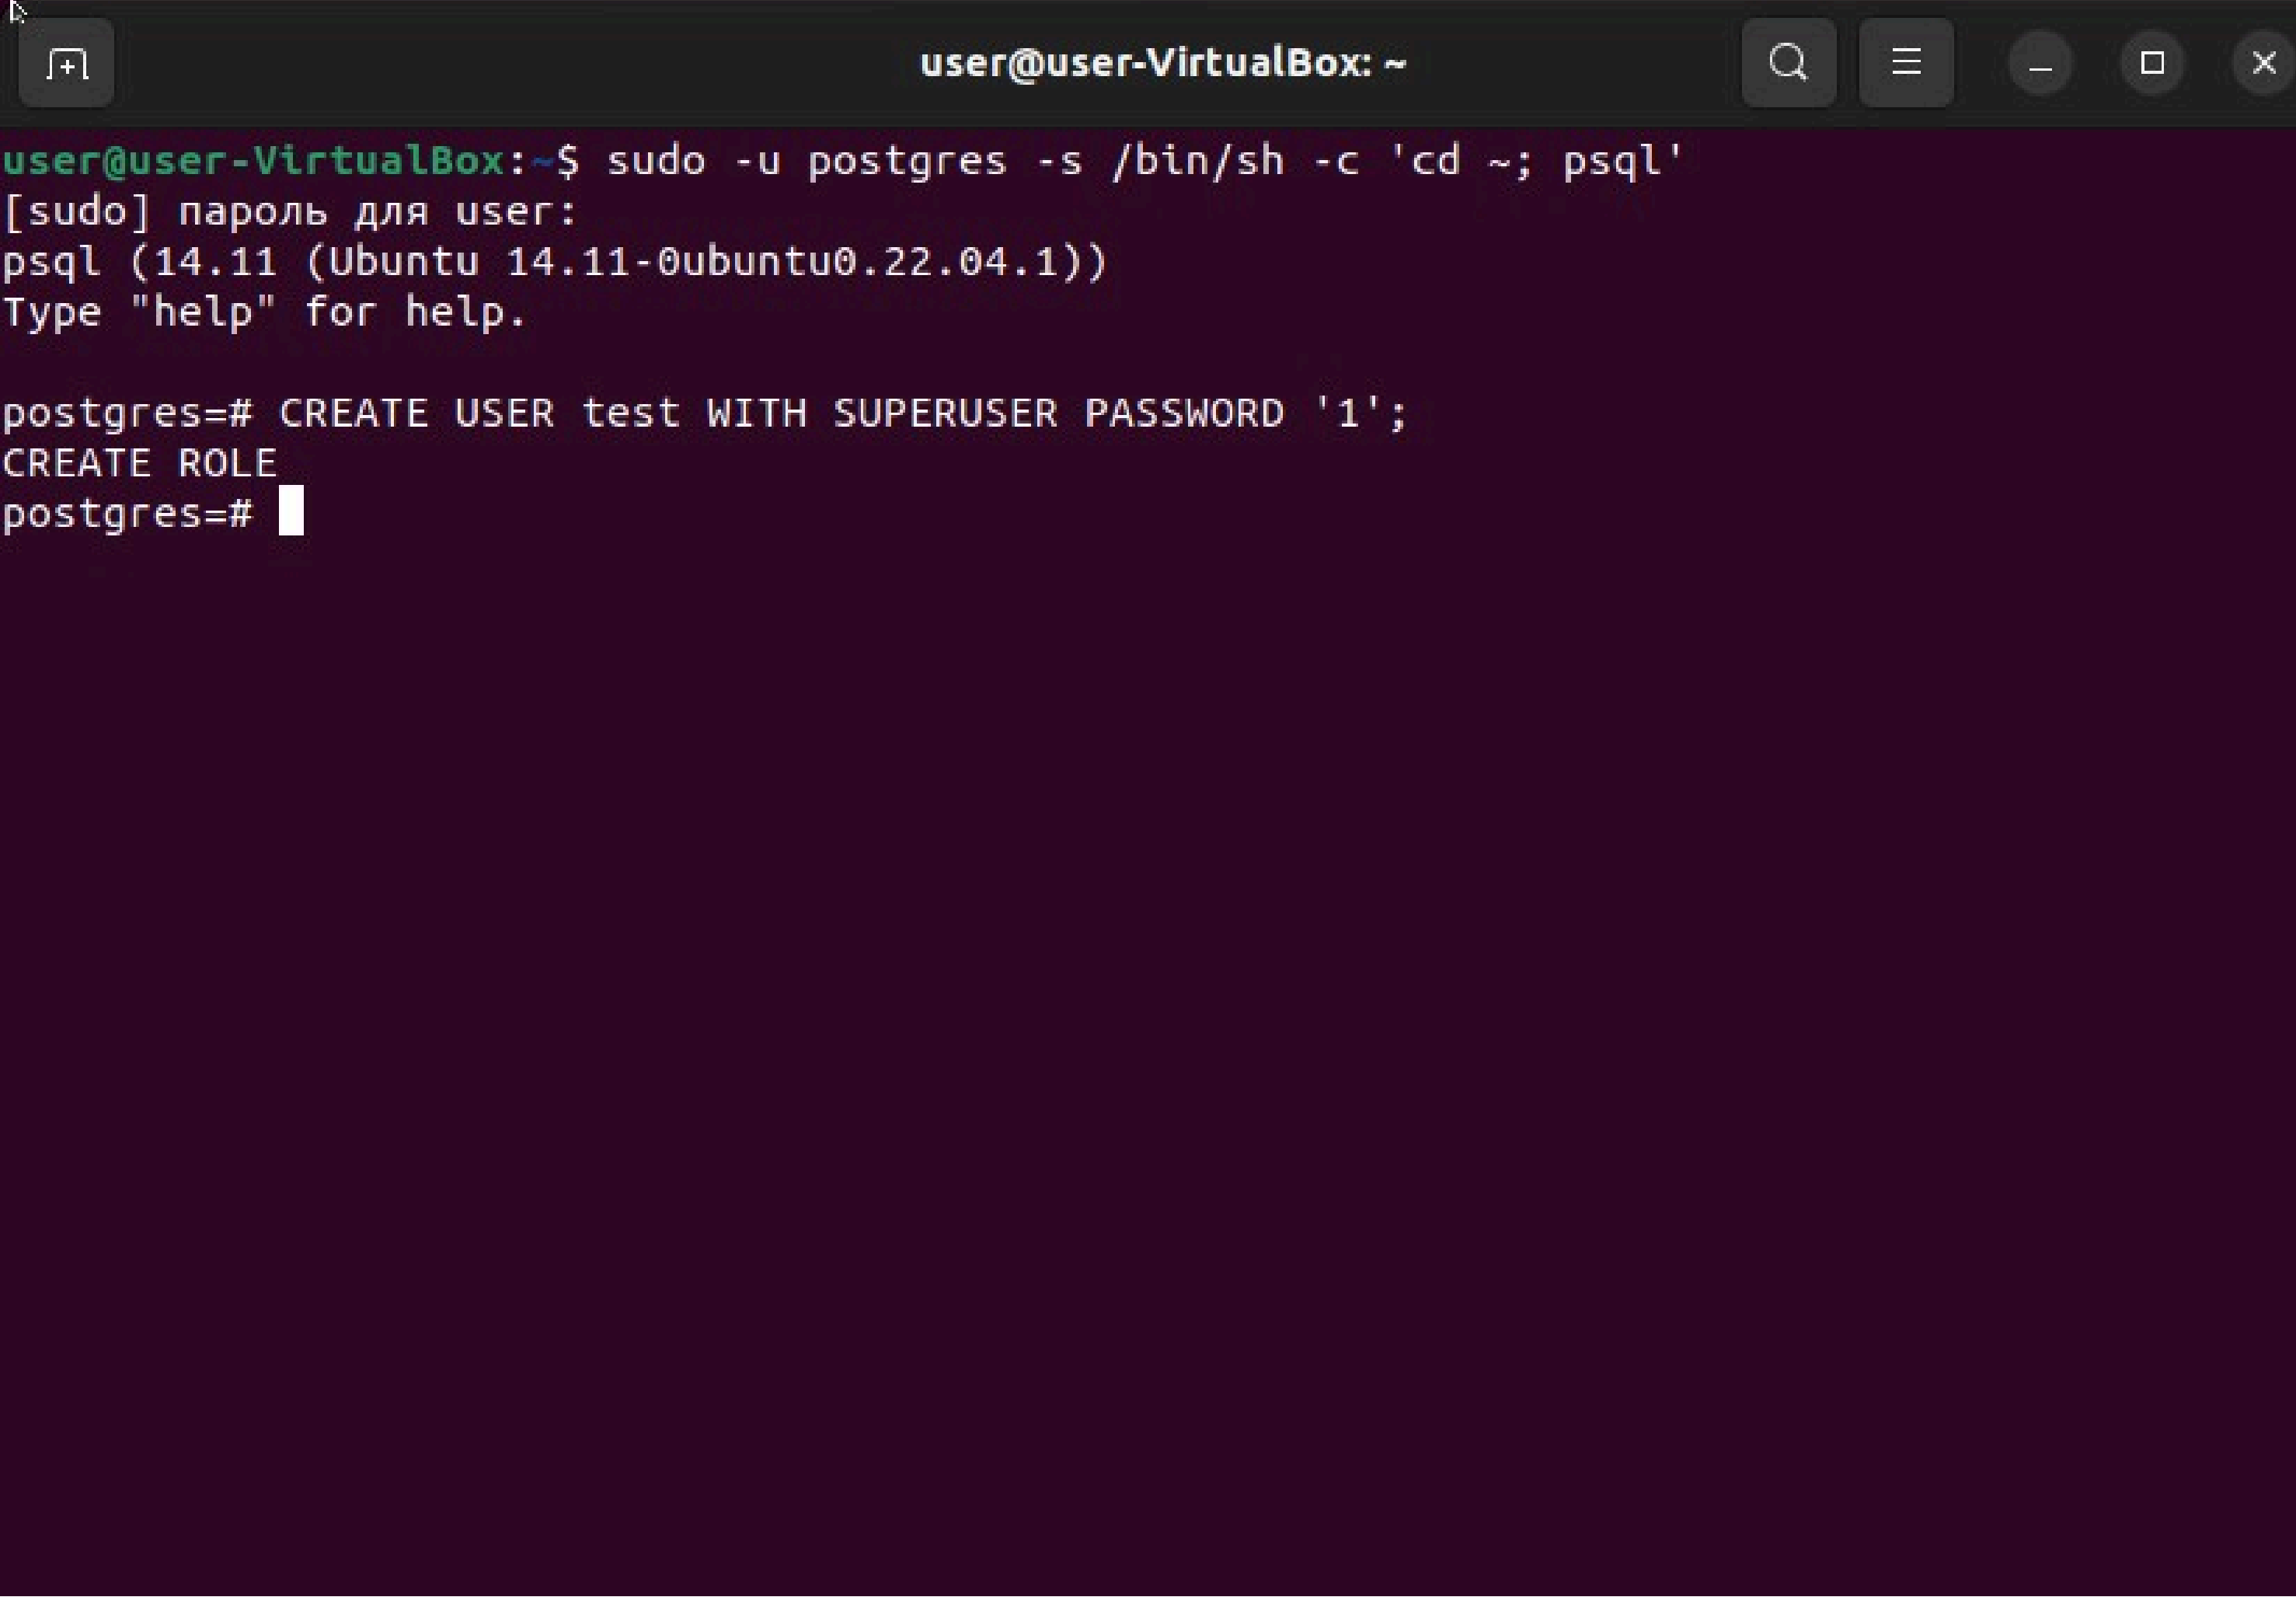 user@user-VirtualBox: ~
user@user-VirtualBox:~$ sudo -u postgres -s /bin/sh -c 'cd ~; psql'
[sudo] пароль для user:
psql (14.11 (Ubuntu 14.11-0ubuntu0.22.04.1))
Type "help" for help.
postgres=# CREATE USER test WITH SUPERUSER PASSWORD '1';
CREATE ROLE
postgres=#